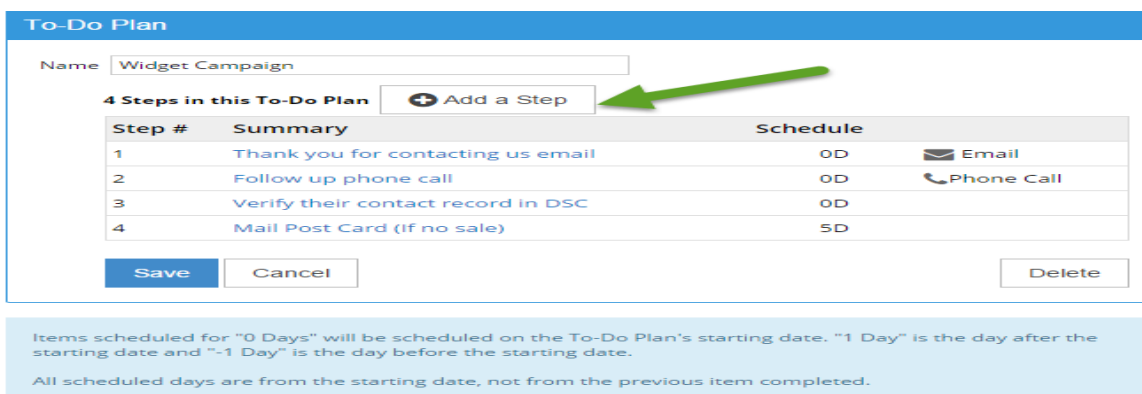 To-Do Plan
Name Widget Campaign
4 Steps in this To-Do Plan Add a Step
Step # Summary Schedule
1 Thank you for contacting us email 0D Email
2 Follow up phone call 0D Phone Call
3 Verify their contact record in DSC 0D
4 Mail Post Card (If no sale) 5D
Save Cancel Delete
Items scheduled for "0 Days" will be scheduled on the To-Do Plan's starting date. "1 Day" is the day after the
starting date and "-1 Day" is the day before the starting date.
All scheduled days are from the starting date, not from the previous item completed.